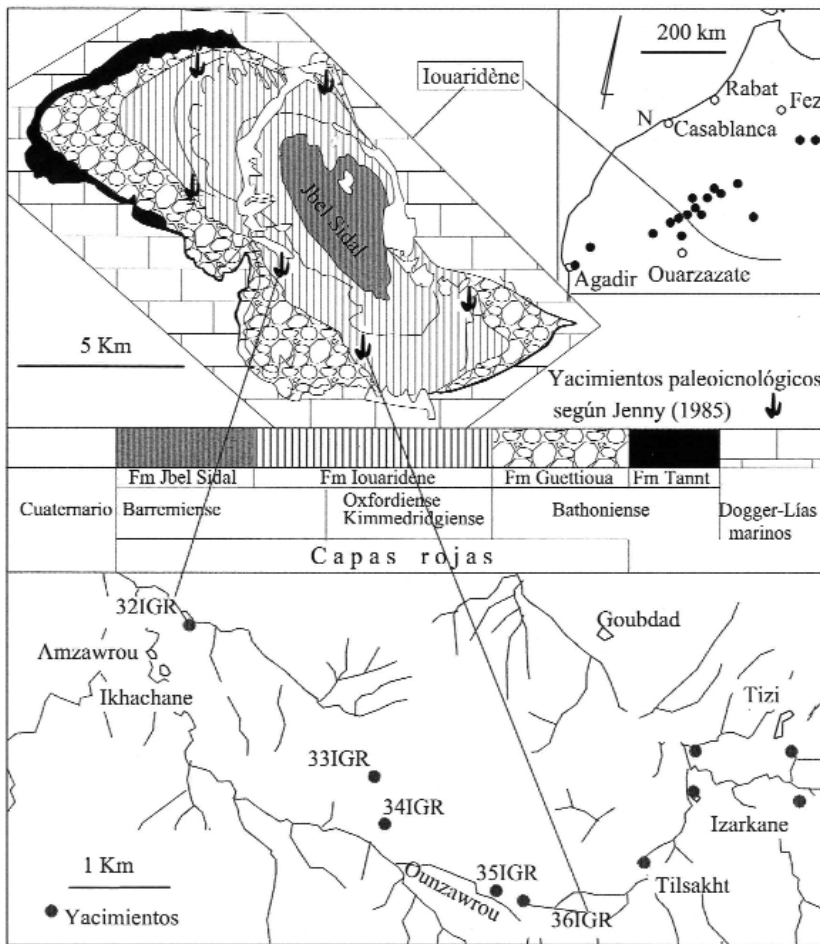 200 km
Iouaridène
Rabat
Fez
N
Casablanca
Jbel Sidal
Agadir
Ouarzazate
5 Km
Yacimientos paleoicnológicos
según Jenny (1985)
Fm Jbel Sidal
Fm Iouaridène
Fm Guettioua
Fm Tannt
Cuaternario
Barremiense
Oxfordiense
Kimmedridgiense
Bathoniense
Dogger-Lías
marinos
Capas rojas
32IGR
Goubdad
Amzawrou
Ikhachane
Tizi
33IGR
34IGR
Izarkane
1 Km
35IGR
Tilsakht
Ounzawrou
36IGR
Yacimientos